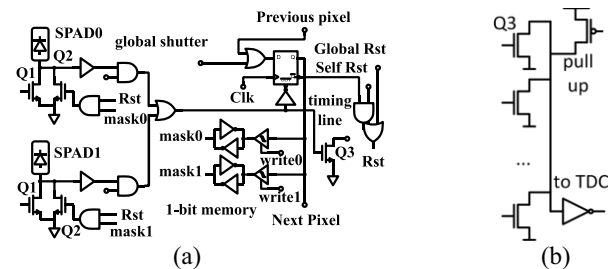 SPAD0
Q1
Q2
global shutter
Previous pixel
Global Rst
Self Rst
Clk
timing
line
Rst
mask0
mask0
mask1
write0
write1
Q3
Rst
SPAD1
Q1
Q2
Rst
mask1
1-bit memory
Next Pixel
(a)
Q3
pull
up
...
to TDC
(b)